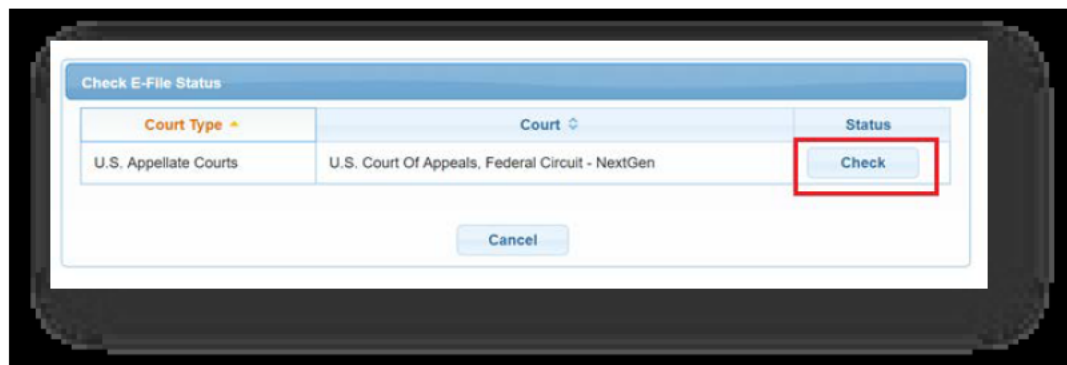 Check E-File Status
Court Type Court Status
U.S. Appellate Courts U.S. Court Of Appeals, Federal Circuit - NextGen Check
Cancel